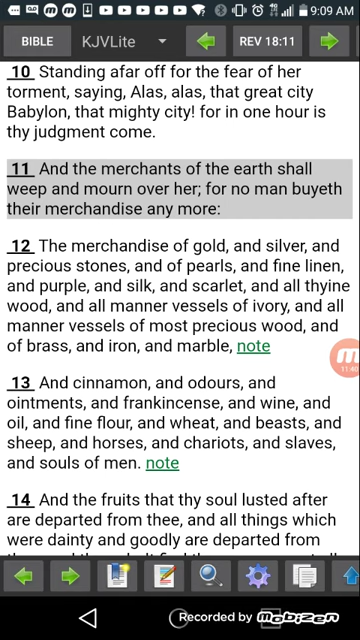 9:09 AM
BIBLE KJVLite REV 18:11
10 Standing afar off for the fear of her
torment, saying, Alas, alas, that great city
Babylon, that mighty city! for in one hour is
thy judgment come.
11 And the merchants of the earth shall
weep and mourn over her; for no man buyeth
their merchandise any more:
12 The merchandise of gold, and silver, and
precious stones, and of pearls, and fine linen,
and purple, and silk, and scarlet, and all thyine
wood, and all manner vessels of ivory, and all
manner vessels of most precious wood, and
of brass, and iron, and marble, note
11:40
13 And cinnamon, and odours, and
ointments, and frankincense, and wine, and
oil, and fine flour, and wheat, and beasts, and
sheep, and horses, and chariots, and slaves,
and souls of men. note
14 And the fruits that thy soul lusted after
are departed from thee, and all things which
were dainty and goodly are departed from
Recorded by Mobizen